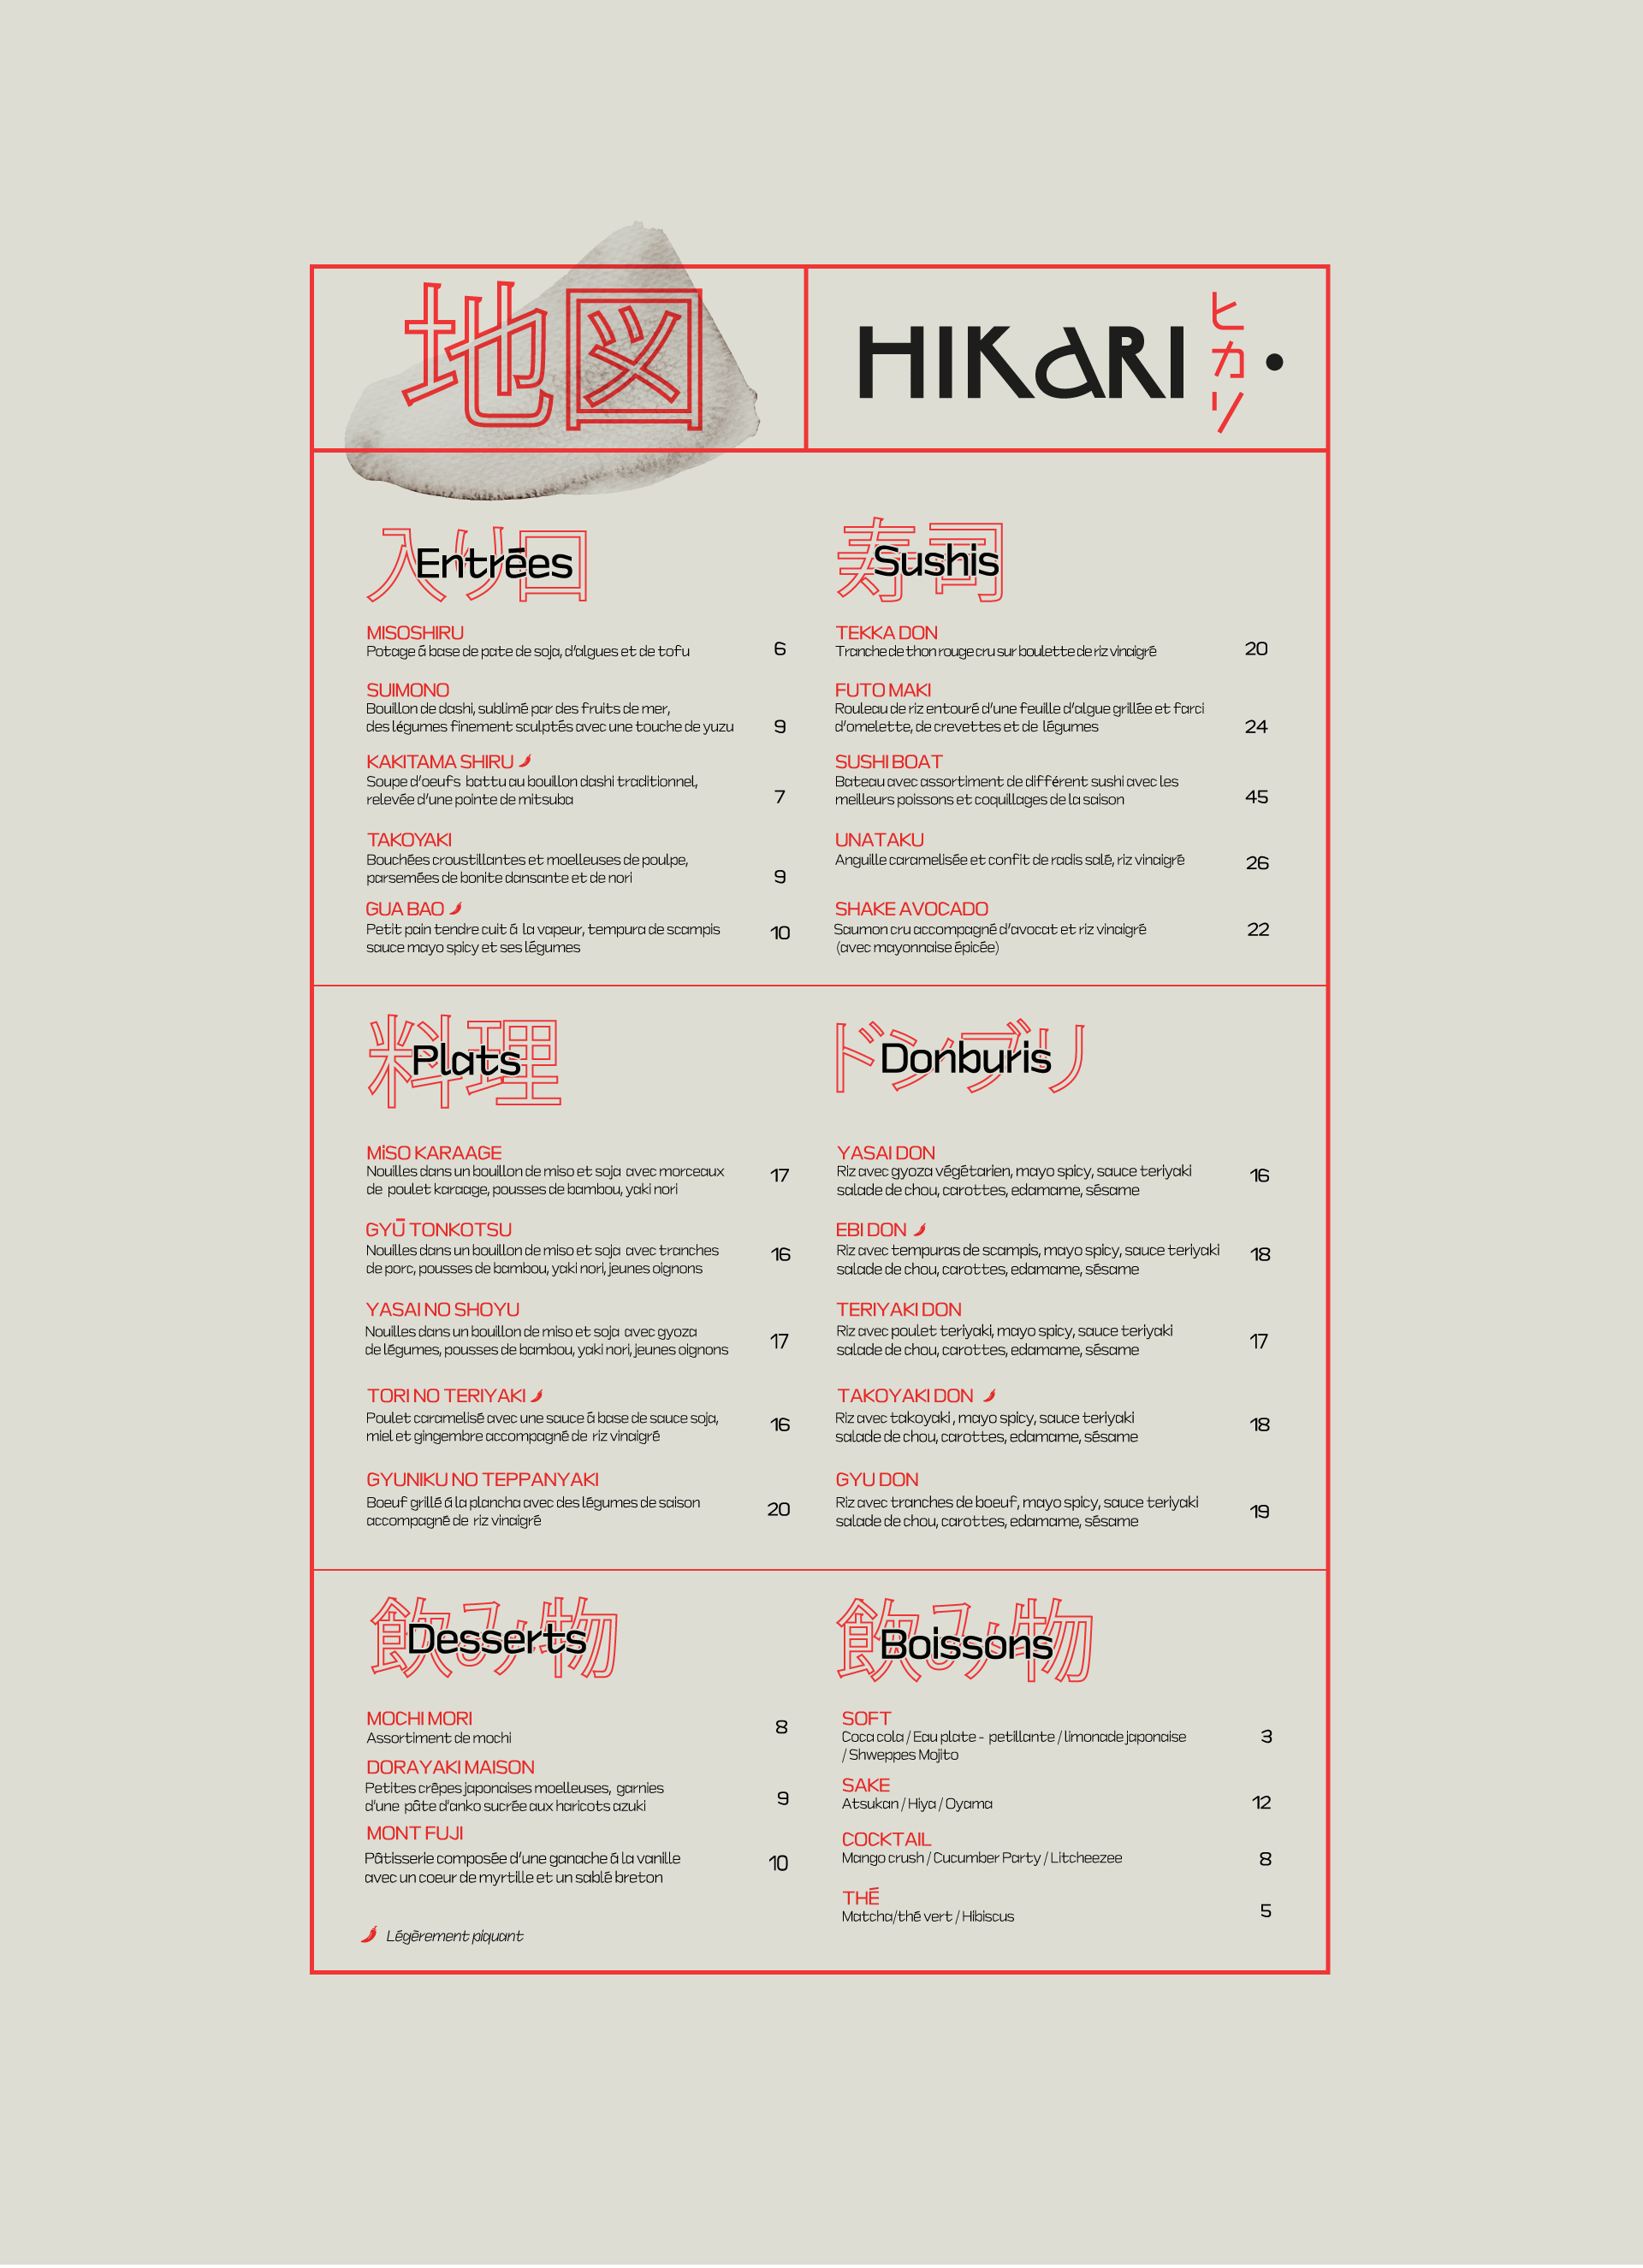 地図
HIKARI
ヒカリ
入り口
Entrées
MISOSHIRU
Potage á base de pate de soja, d'algues et de tofu
6
SUIMONO
Bouillon de dashi, sublimé par des fruits de mer,
des légumes finement sculptés avec une touche de yuzu
9
KAKITAMA SHIRU
Soupe d'oeufs battu au bouillon dashi traditionnel,
relevée d'une pointe de mitsuba
7
TAKOYAKI
Bouchées croustillantes et moelleuses de poulpe,
parsemées de bonite dansante et de nori
9
GUA BAO
Petit pain tendre cuit á la vapeur, tempura de scampis
sauce mayo spicy et ses légumes
10
寿司
Sushis
TEKKA DON
Tranche de thon rouge cru sur boulette de riz vinaigré
20
FUTO MAKI
Rouleau de riz entouré d'une feuille d'algue grillée et farci
d'omelette, de crevettes et de légumes
24
SUSHI BOAT
Bateau avec assortiment de différent sushi avec les
meilleurs poissons et coquillages de la saison
45
UNATAKU
Anguille caramelisée et confit de radis salé, riz vinaigré
26
SHAKE AVOCADO
Saumon cru accompagné d'avocat et riz vinaigré
(avec mayonnaise épicée)
22
料理
Plats
MiSO KARAAGE
Nouilles dans un bouillon de miso et soja avec morceaux
de poulet karaage, pousses de bambou, yaki nori
17
GYŪ TONKOTSU
Nouilles dans un bouillon de miso et soja avec tranches
de porc, pousses de bambou, yaki nori, jeunes oignons
16
YASAI NO SHOYU
Nouilles dans un bouillon de miso et soja avec gyoza
de légumes, pousses de bambou, yaki nori, jeunes oignons
17
TORI NO TERIYAKI
Poulet caramelisé avec une sauce á base de sauce soja,
miel et gingembre accompagné de riz vinaigré
16
GYUNIKU NO TEPPANYAKI
Boeuf grillé á la plancha avec des légumes de saison
accompagné de riz vinaigré
20
ドンブリ
Donburis
YASAI DON
Riz avec gyoza végétarien, mayo spicy, sauce teriyaki
salade de chou, carottes, edamame, sésame
16
EBI DON
Riz avec tempuras de scampis, mayo spicy, sauce teriyaki
salade de chou, carottes, edamame, sésame
18
TERIYAKI DON
Riz avec poulet teriyaki, mayo spicy, sauce teriyaki
salade de chou, carottes, edamame, sésame
17
TAKOYAKI DON
Riz avec takoyaki , mayo spicy, sauce teriyaki
salade de chou, carottes, edamame, sésame
18
GYU DON
Riz avec tranches de boeuf, mayo spicy, sauce teriyaki
salade de chou, carottes, edamame, sésame
19
飲み物
Desserts
MOCHI MORI
Assortiment de mochi
8
DORAYAKI MAISON
Petites crêpes japonaises moelleuses, garnies
d'une pâte d'anko sucrée aux haricots azuki
9
MONT FUJI
Pâtisserie composée d'une ganache á la vanille
avec un coeur de myrtille et un sablé breton
10
Légèrement piquant
飲み物
Boissons
SOFT
Coca cola / Eau plate - petillante / limonade japonaise
/ Shweppes Mojito
3
SAKE
Atsukan / Hiya / Oyama
12
COCKTAIL
Mango crush / Cucumber Party / Litcheezee
8
THÉ
Matcha/thé vert / Hibiscus
5